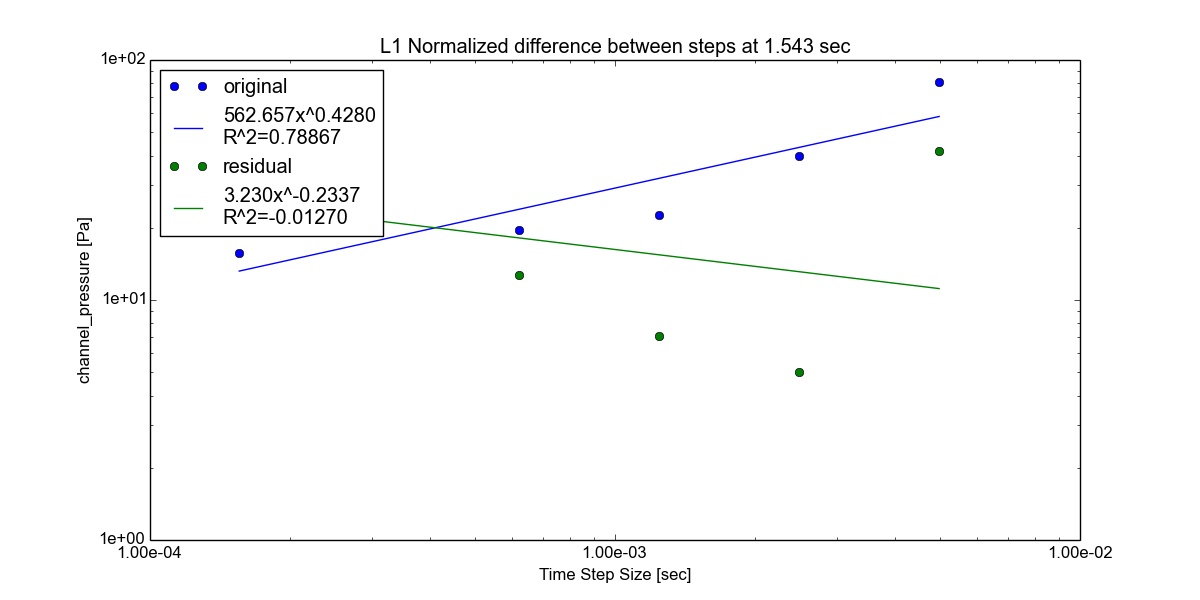 L1 Normalized difference between steps at 1.543 sec
1e+02
original
562.657x^0.4280
R^2=0.78867
residual
3.230x^-0.2337
R^2=-0.01270
channel_pressure [Pa]
1e+01
1e+00
1.00e-04
1.00e-03
1.00e-02
Time Step Size [sec]